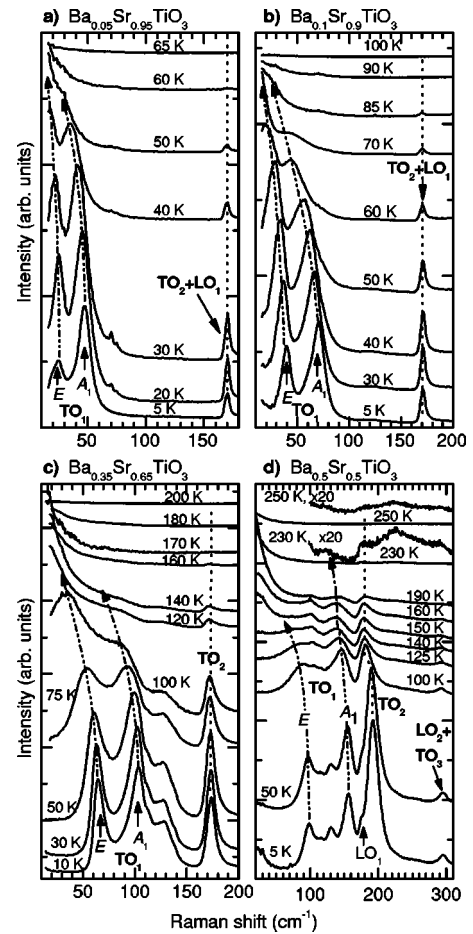 a) Ba0.05Sr0.95TiO3
65 K
60 K
50 K
40 K
TO2+LO1
30 K
20 K
5 K
E
A1
TO1
50 100 150
b) Ba0.1Sr0.9TiO3
100 K
90 K
85 K
70 K
TO2+LO1
60 K
50 K
40 K
30 K
E
A1
TO1
5 K
50 100 150 200
Intensity (arb. units)
c) Ba0.35Sr0.65TiO3
200 K
180 K
170 K
160 K
140 K
120 K
TO2
100 K
75 K
50 K
E
A1
TO1
30 K
10 K
0 50 100 150 200
d) Ba0.5Sr0.5TiO3
250 K, x20
250 K
230 K x20
230 K
190 K
160 K
150 K
140 K
125 K
100 K
TO1
E
A1
TO2
LO2+
TO3
50 K
5 K
LO1
100 200 300
Intensity (arb. units)
Raman shift (cm-1)